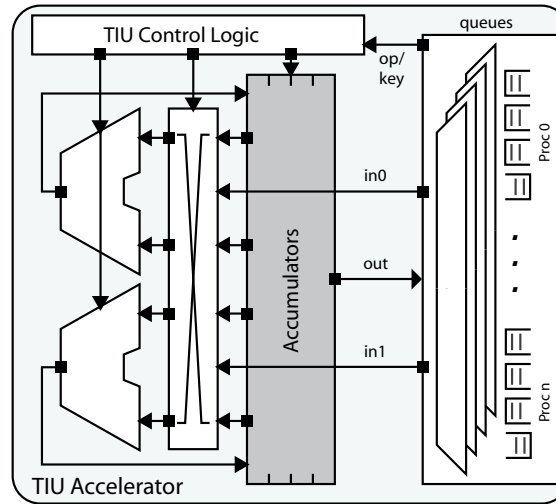 TIU Control Logic
queues
op/
key
Proc 0
in0
Accumulators
out
in1
Proc n
TIU Accelerator